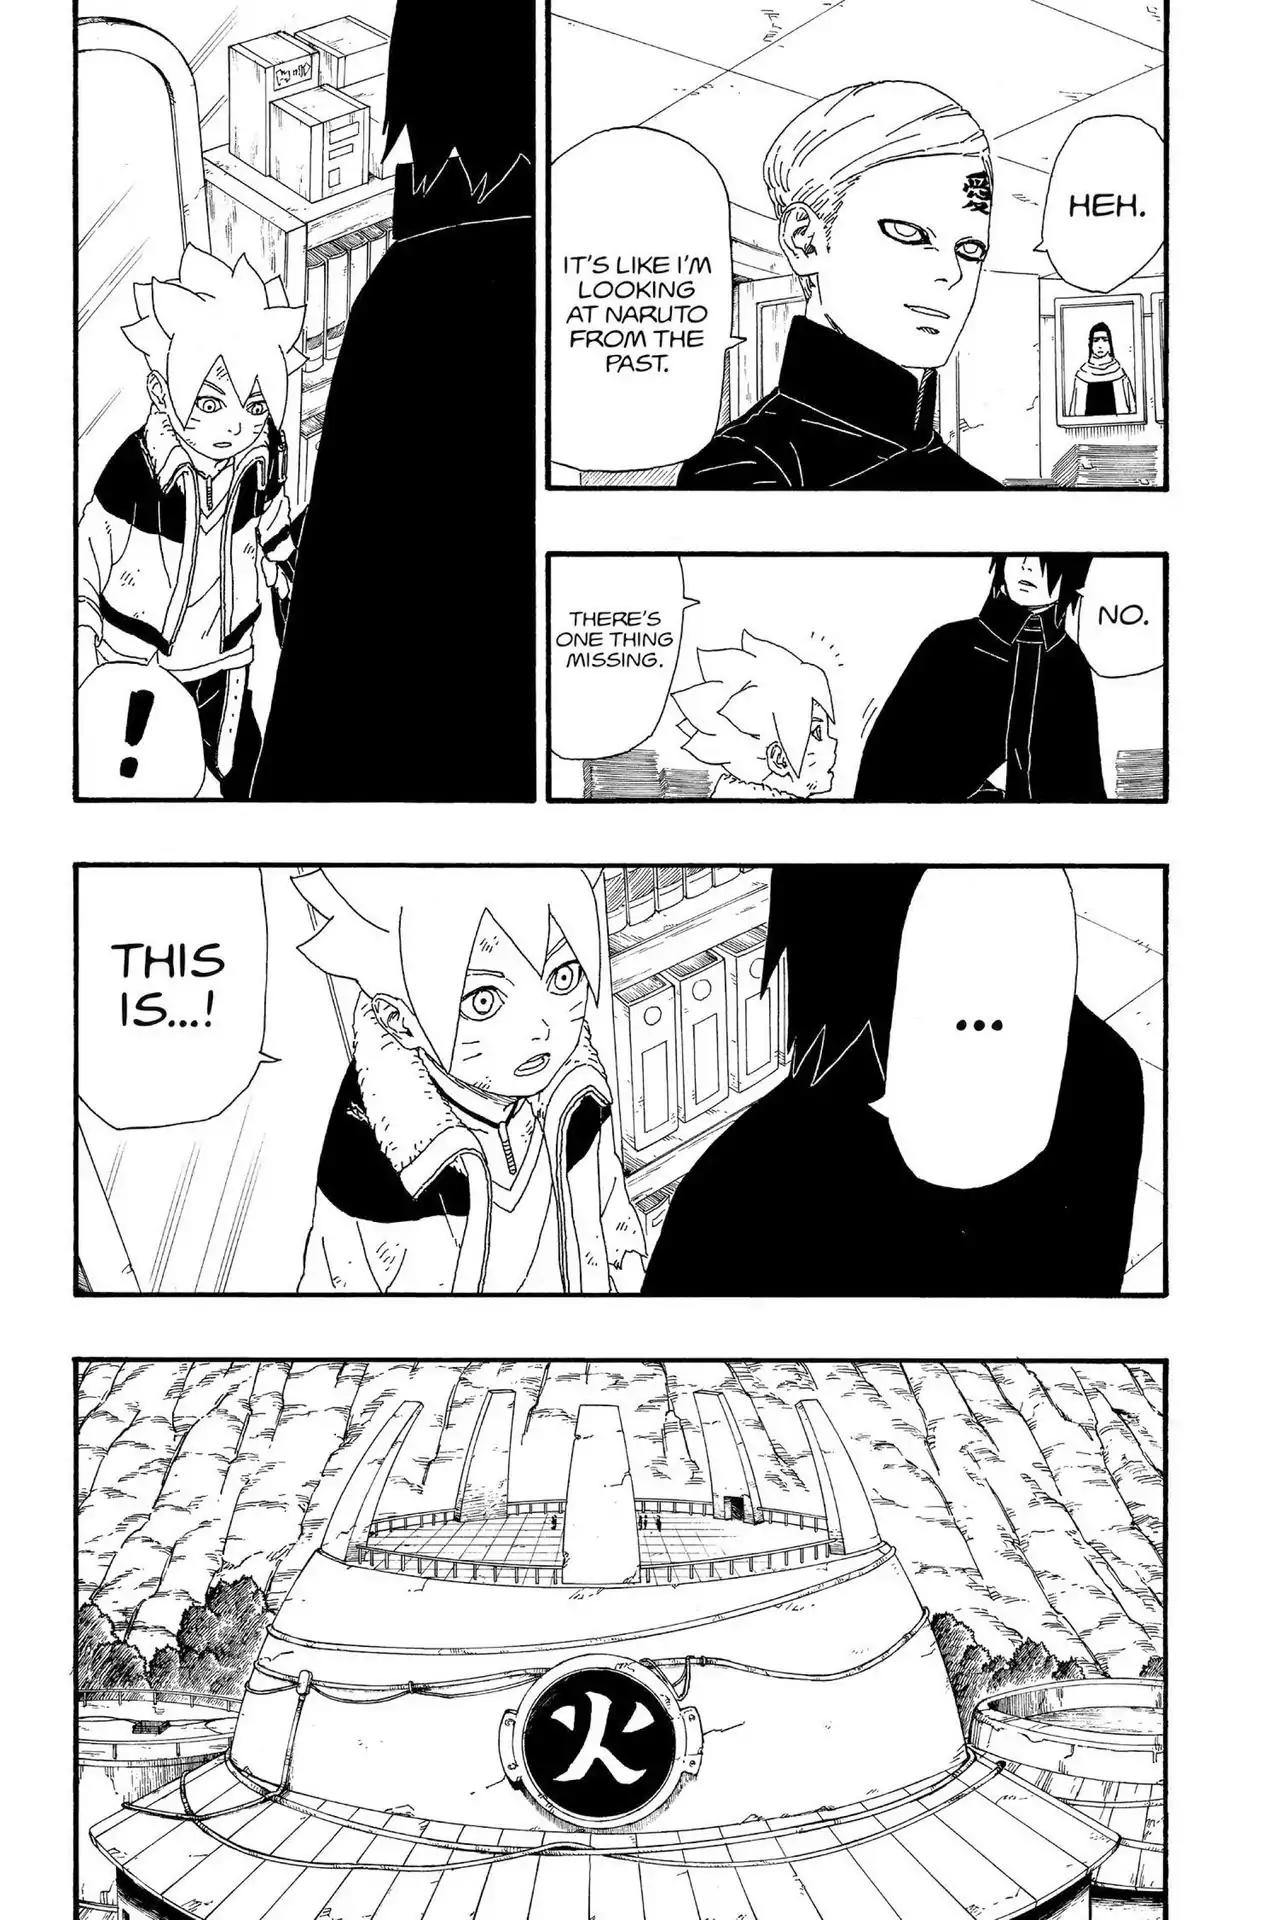 HEH.
愛
IT'S LIKE I'M
LOOKING
AT NARUTO
FROM THE
PAST.
!
NO.
THERE'S
ONE THING
MISSING.
...
THIS
IS...!
火